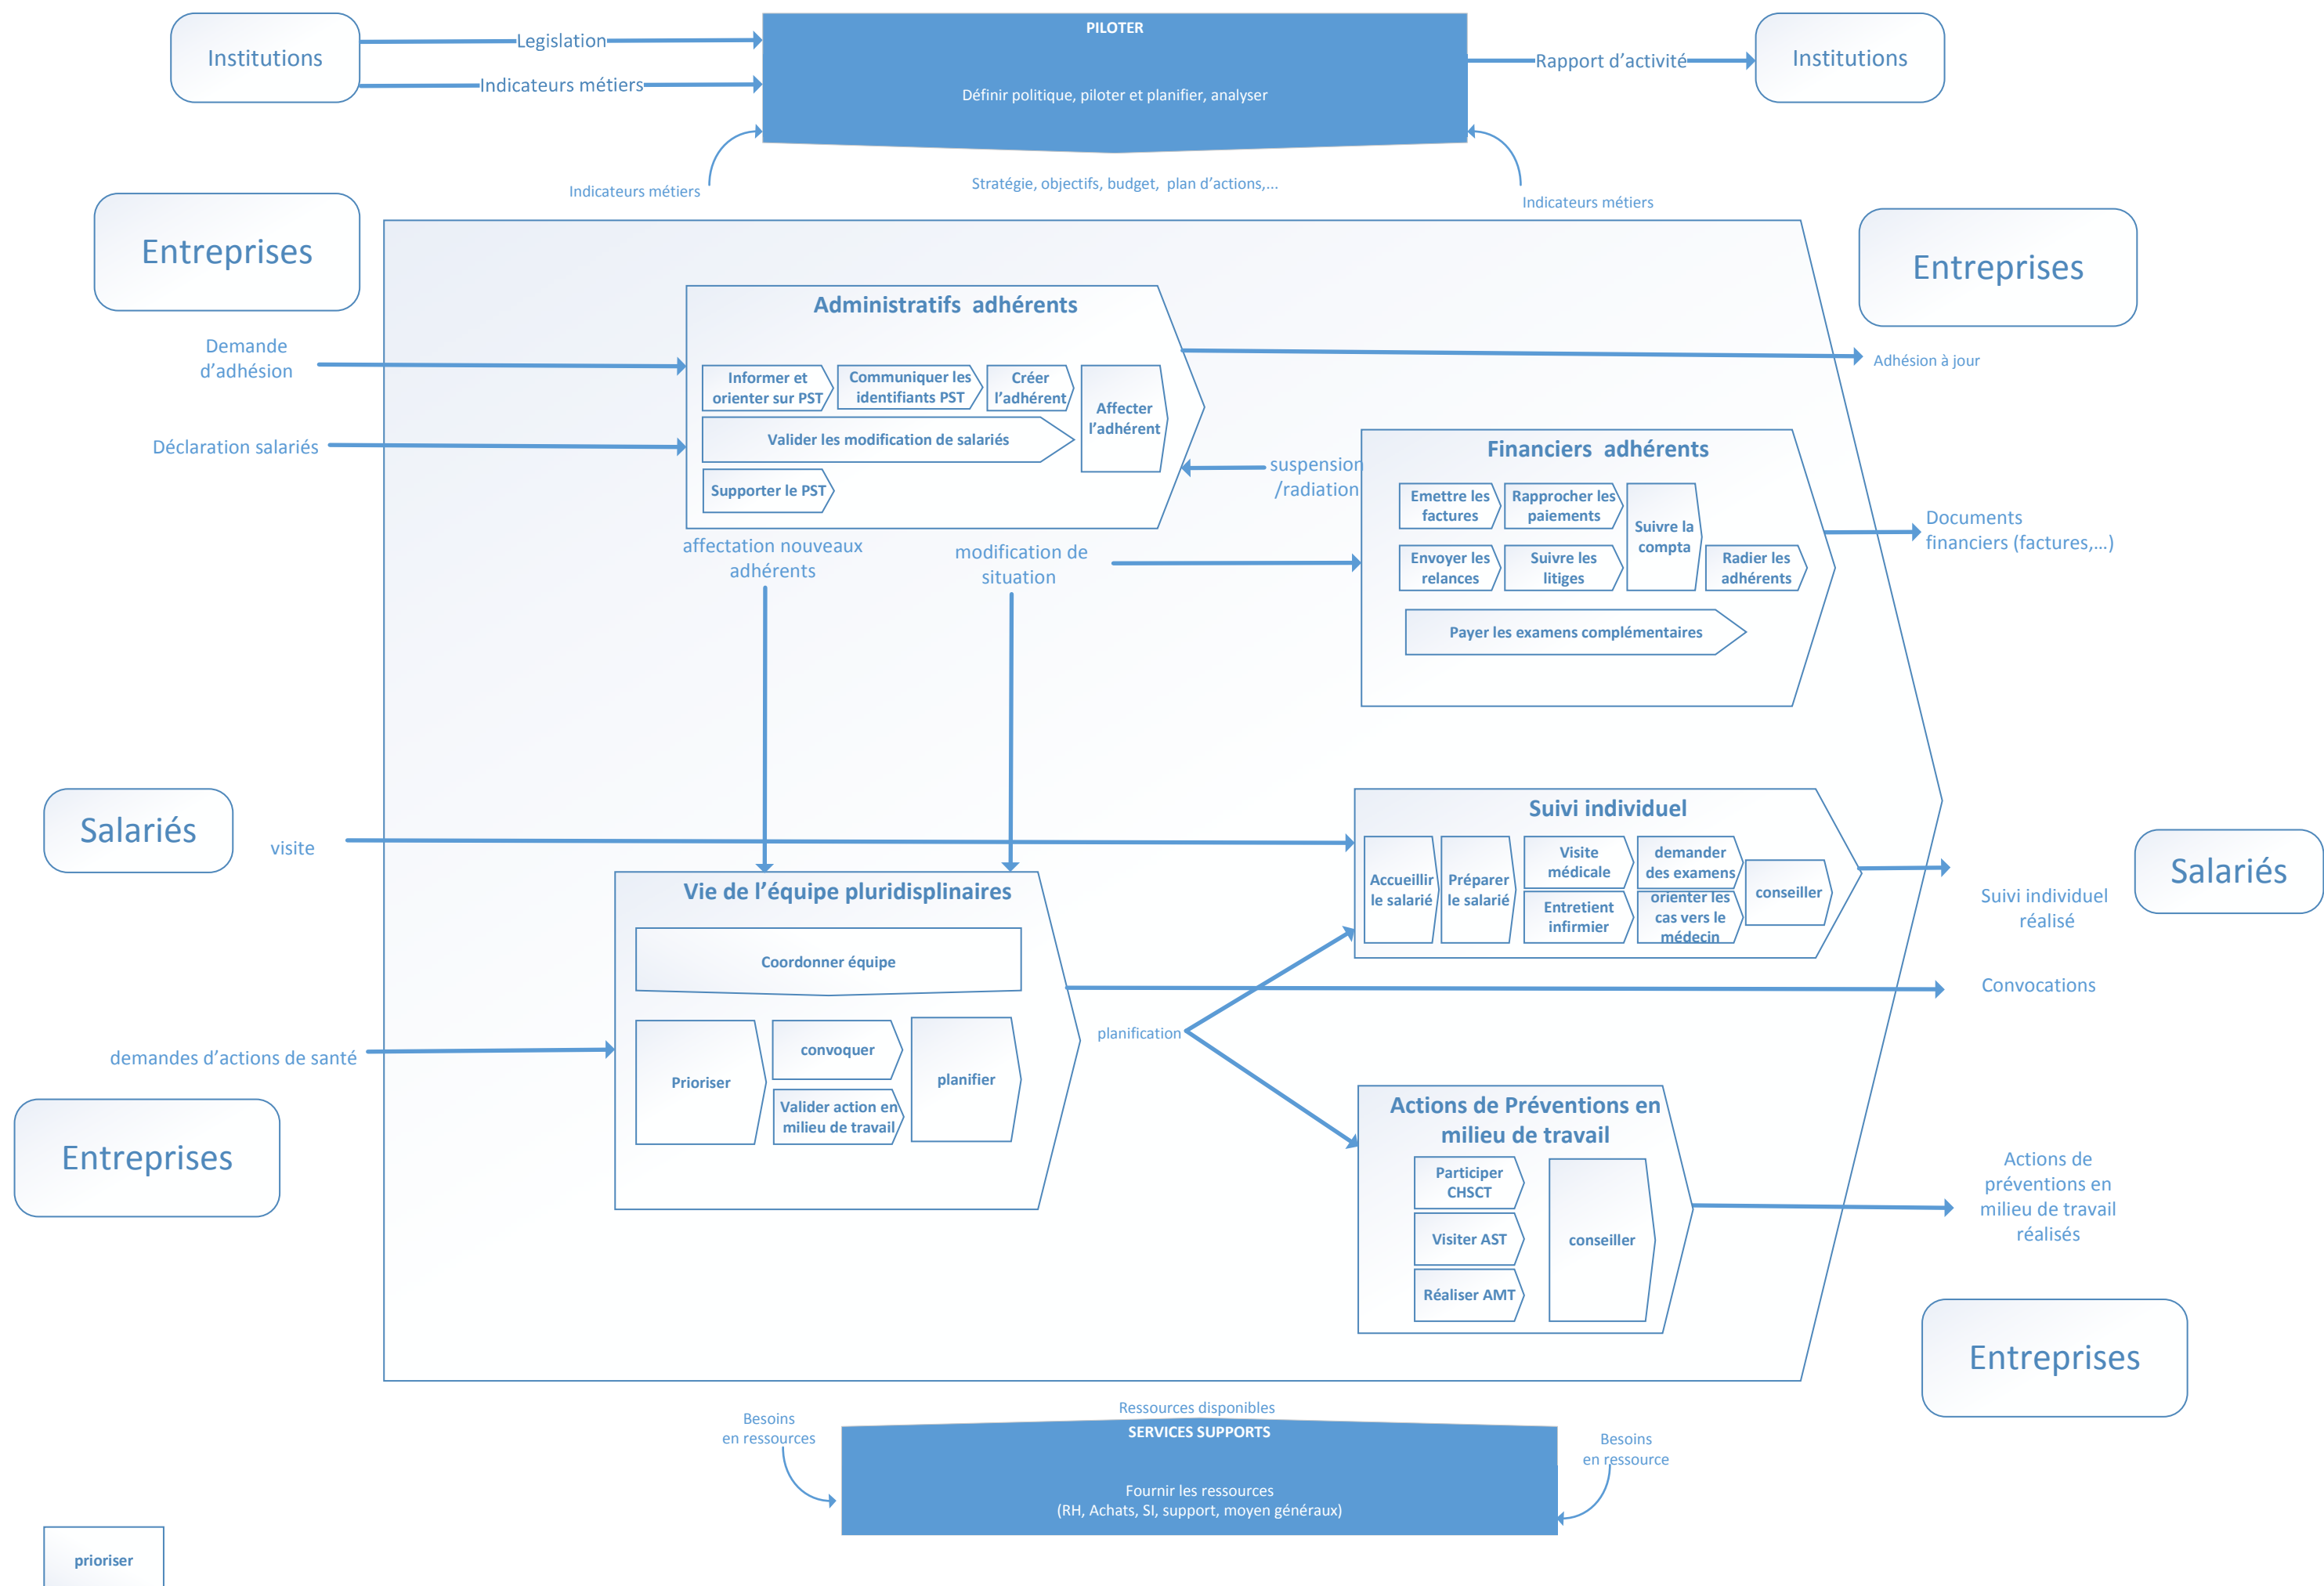 PILOTER
Institutions
Legislation
Indicateurs métiers
Définir politique, piloter et planifier, analyser
Rapport d'activité
Institutions
Indicateurs métiers
Stratégie, objectifs, budget,  plan d'actions,...
Indicateurs métiers
Entreprises
Entreprises
Administratifs  adhérents
Demande
d'adhésion
Adhésion à jour
Informer et
orienter sur PST
Communiquer les
identifiants PST
Créer
l'adhérent
Affecter
l'adhérent
Déclaration salariés
Valider les modification de salariés
Supporter le PST
suspension
/radiation
Financiers  adhérents
Emettre les
factures
Rapprocher les
paiements
Suivre la
compta
Envoyer les
relances
Suivre les
litiges
Radier les
adhérents
Payer les examens complémentaires
Documents
financiers (factures,...)
affectation nouveaux
adhérents
modification de
situation
Salariés
visite
Suivi individuel
Accueillir
le salarié
Préparer
le salarié
Visite
médicale
demander
des examens
Entretient
infirmier
orienter les
cas vers le
médecin
conseiller
Salariés
Suivi individuel
réalisé
Vie de l'équipe pluridisplinaires
Coordonner équipe
Prioriser
convoquer
Valider action en
milieu de travail
planifier
Convocations
planification
demandes d'actions de santé
Entreprises
Actions de Préventions en
milieu de travail
Participer
CHSCT
Visiter AST
Réaliser AMT
conseiller
Actions de
préventions en
milieu de travail
réalisés
Entreprises
Ressources disponibles
SERVICES SUPPORTS
Besoins
en ressources
Besoins
en ressource
Fournir les ressources
(RH, Achats, SI, support, moyen généraux)
prioriser